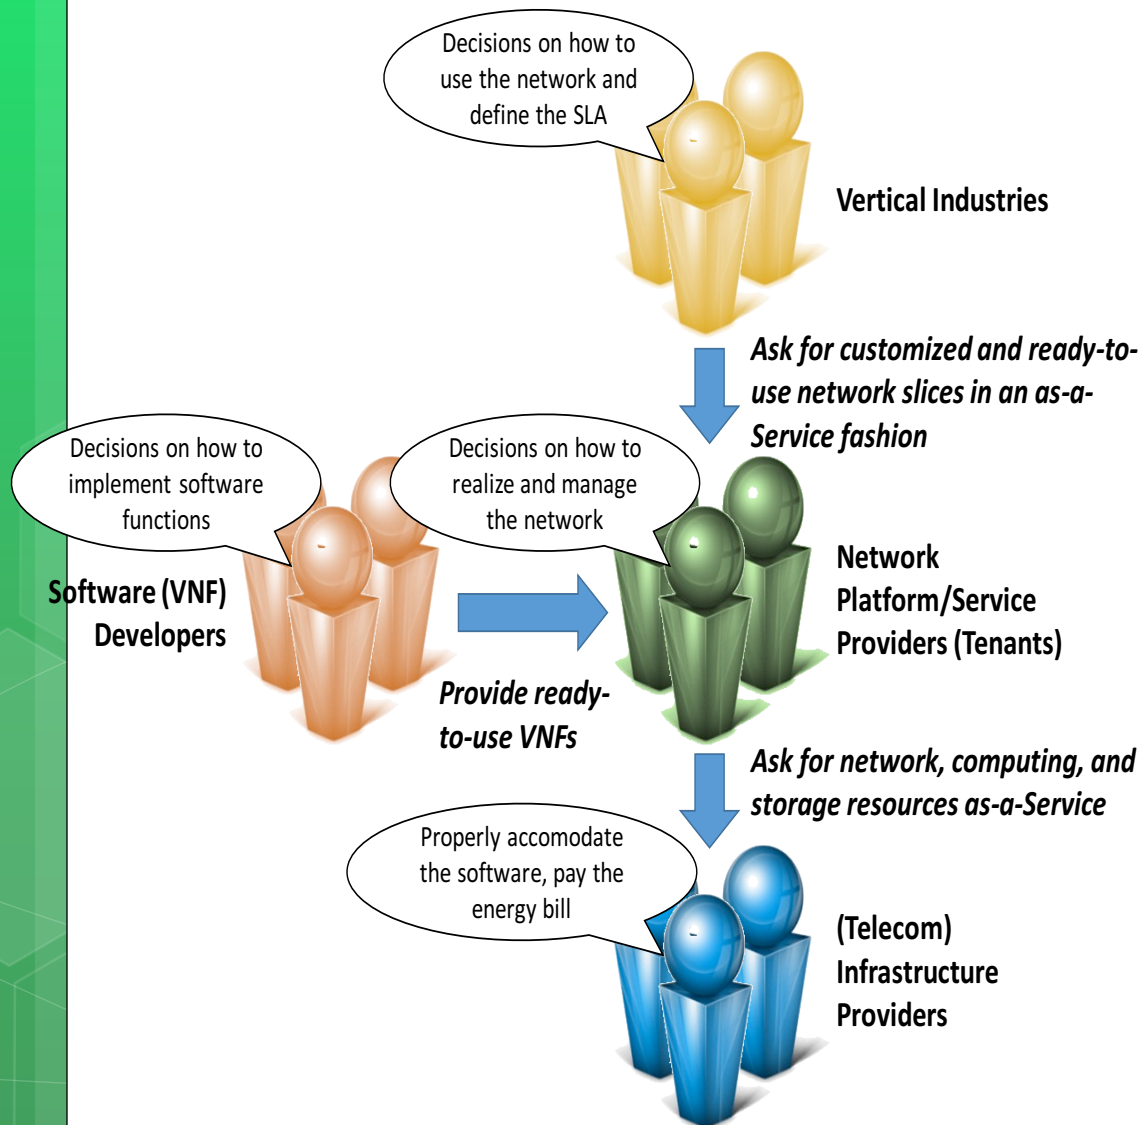 Decisions on how to
use the network and
define the SLA
Vertical Industries
Ask for customized and ready-to-
use network slices in an as-a-
Service fashion
Decisions on how to
implement software
functions
Decisions on how to
realize and manage
the network
Software (VNF)
Developers
Network
Platform/Service
Providers (Tenants)
Provide ready-
to-use VNFs
Ask for network, computing, and
storage resources as-a-Service
Properly accomodate
the software, pay the
energy bill
(Telecom)
Infrastructure
Providers